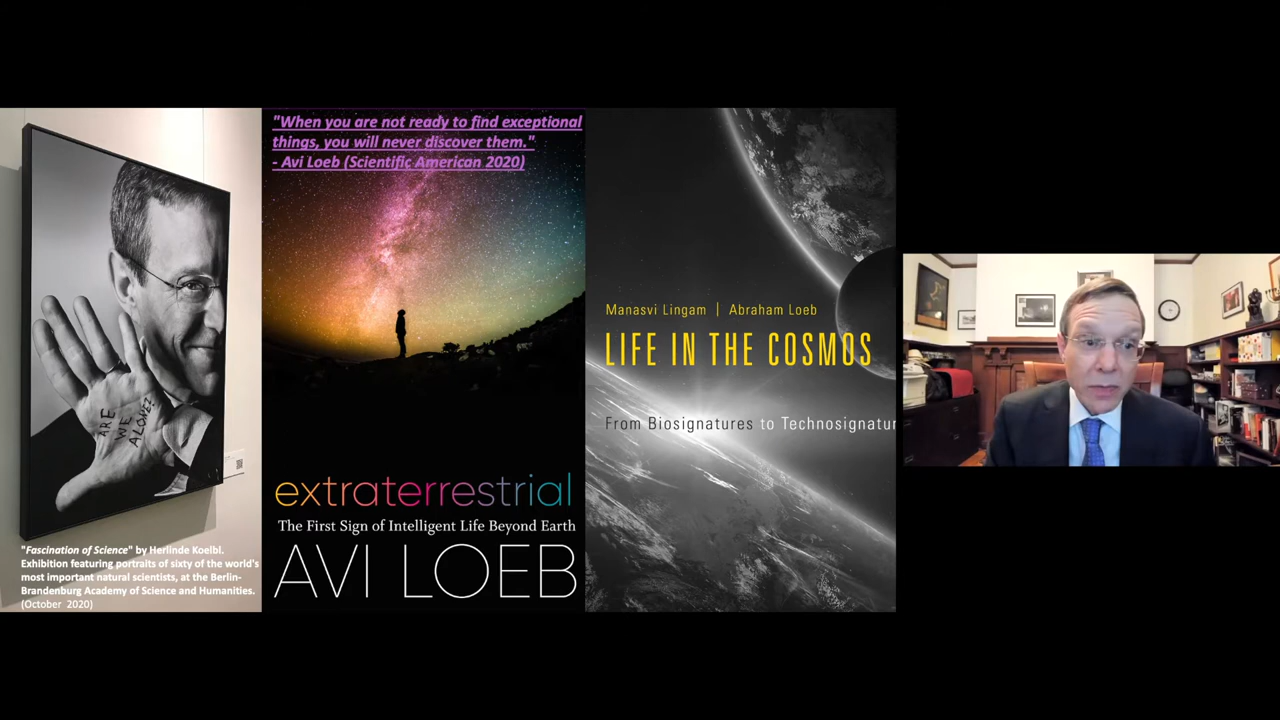 ARE
WE
ALONE?
"Fascination of Science" by Herlinde Koelbl.
Exhibition featuring portraits of sixty of the world's
most important natural scientists, at the Berlin-
Brandenburg Academy of Science and Humanities.
(October 2020)
"When you are not ready to find exceptional
things, you will never discover them."
- Avi Loeb (Scientific American 2020)
extraterrestrial
The First Sign of Intelligent Life Beyond Earth
AVI LOEB
Manasvi Lingam | Abraham Loeb
LIFE IN THE COSMOS
From Biosignatures to Technosignatur